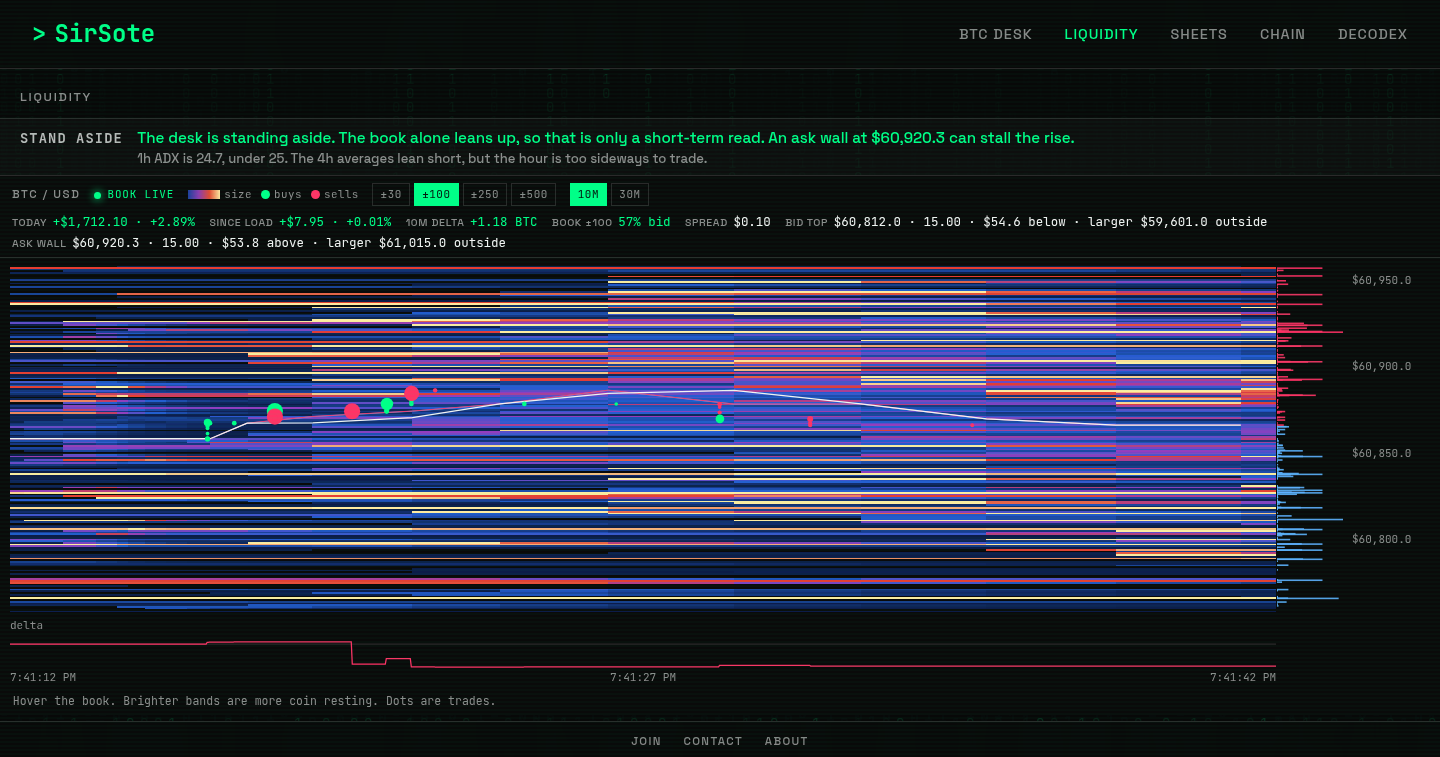 > SirSote
BTC DESK LIQUIDITY SHEETS CHAIN DECODEX
LIQUIDITY
STAND ASIDE The desk is standing aside. The book alone leans up, so that is only a short-term read. An ask wall at $60,920.3 can stall the rise.
1h ADX is 24.7, under 25. The 4h averages lean short, but the hour is too sideways to trade.
BTC / USD BOOK LIVE size buys sells ±30 ±100 ±250 ±500 10M 30M
TODAY +$1,712.10 · +2.89% SINCE LOAD +$7.95 · +0.01% 10M DELTA +1.18 BTC BOOK ±100 57% bid SPREAD $0.10 BID TOP $60,812.0 · 15.00 · $54.6 below · larger $59,601.0 outside
ASK WALL $60,920.3 · 15.00 · $53.8 above · larger $61,015.0 outside
$60,950.0
$60,900.0
$60,850.0
$60,800.0
delta
7:41:12 PM 7:41:27 PM 7:41:42 PM
Hover the book. Brighter bands are more coin resting. Dots are trades.
JOIN CONTACT ABOUT